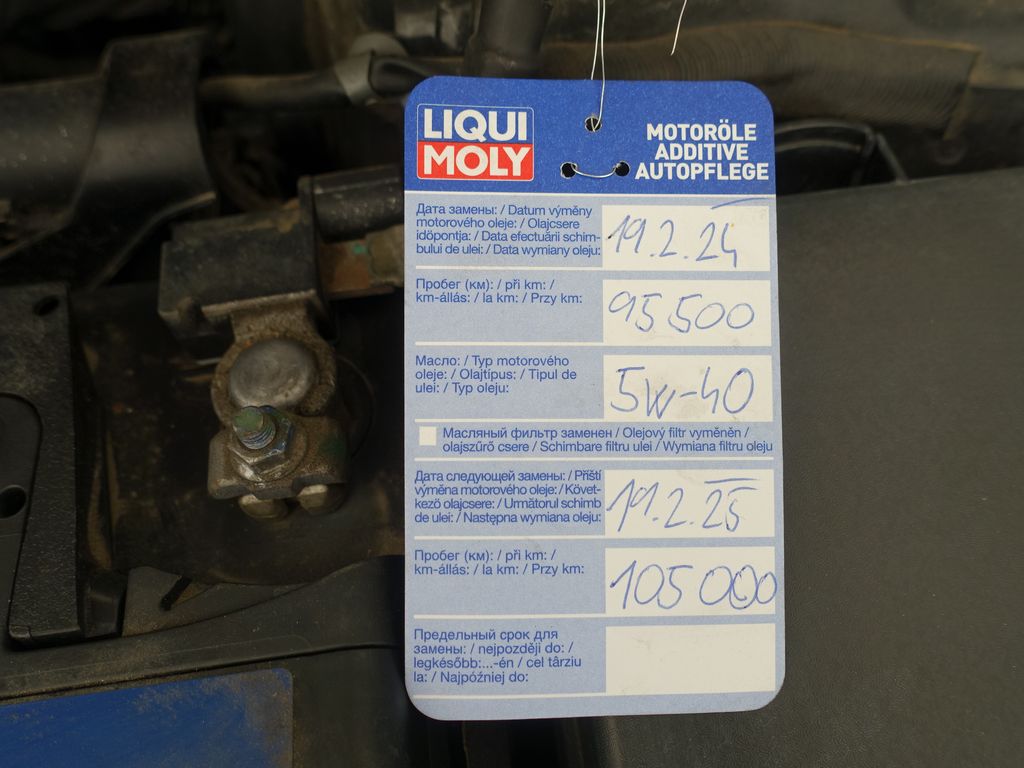 LIQUI
MOLY
MOTORÖLE
ADDITIVE
AUTOPFLEGE
Дата замены: / Datum výměny
motorového oleje: / Olajcsere
időpontja: / Data efectuării schim-
bului de ulei: / Data wymiany oleju:
19.2.24
Пробег (км): / při km: /
km-állás: / la km: / Przy km:
95500
Масло: / Typ motorového
oleje: / Olajtípus: / Tipul de
ulei: / Typ oleju:
5W-40
Масляный фильтр заменен / Olejový filtr vyměněn /
olajszűrő csere / Schimbare filtru ulei / Wymiana filtru oleju
Дата следующей замены: / Příští
výměna motorového oleje: / Követ-
kező olajcsere: / Următorul schimb
de ulei: / Następna wymiana oleju:
19.2.25
Пробег (км): / při km: /
km-állás: / la km: / Przy km:
105000
Предельный срок для
замены: / nejpozději do: /
legkésőbb:...-én / cel târziu
la: / Najpóźniej do: